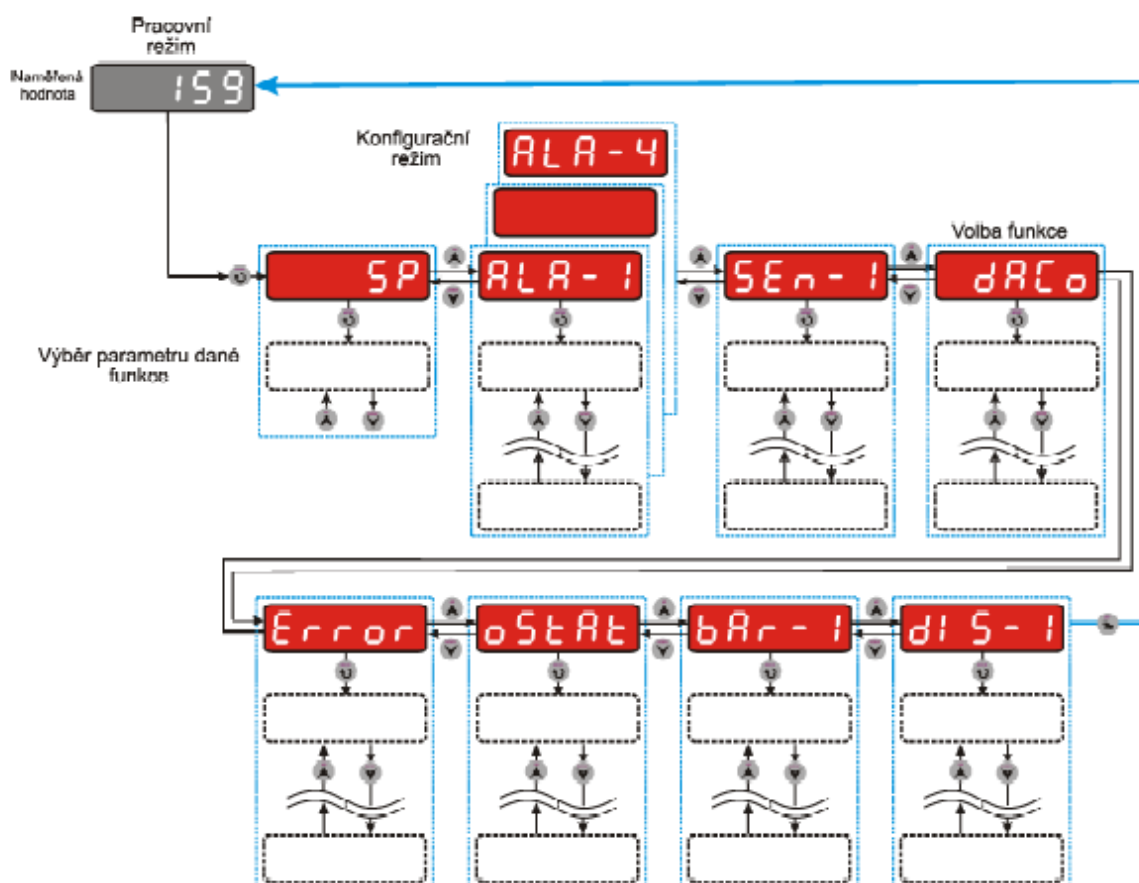 Pracovní
režim
Naměřená
hodnota
159
Konfigurační
režim
ALA-4
Volba funkce
SP
ALA-1
SEn-1
dACo
Výběr parametru dané
funkce
Error
oStAt
bAr-1
dIS-1